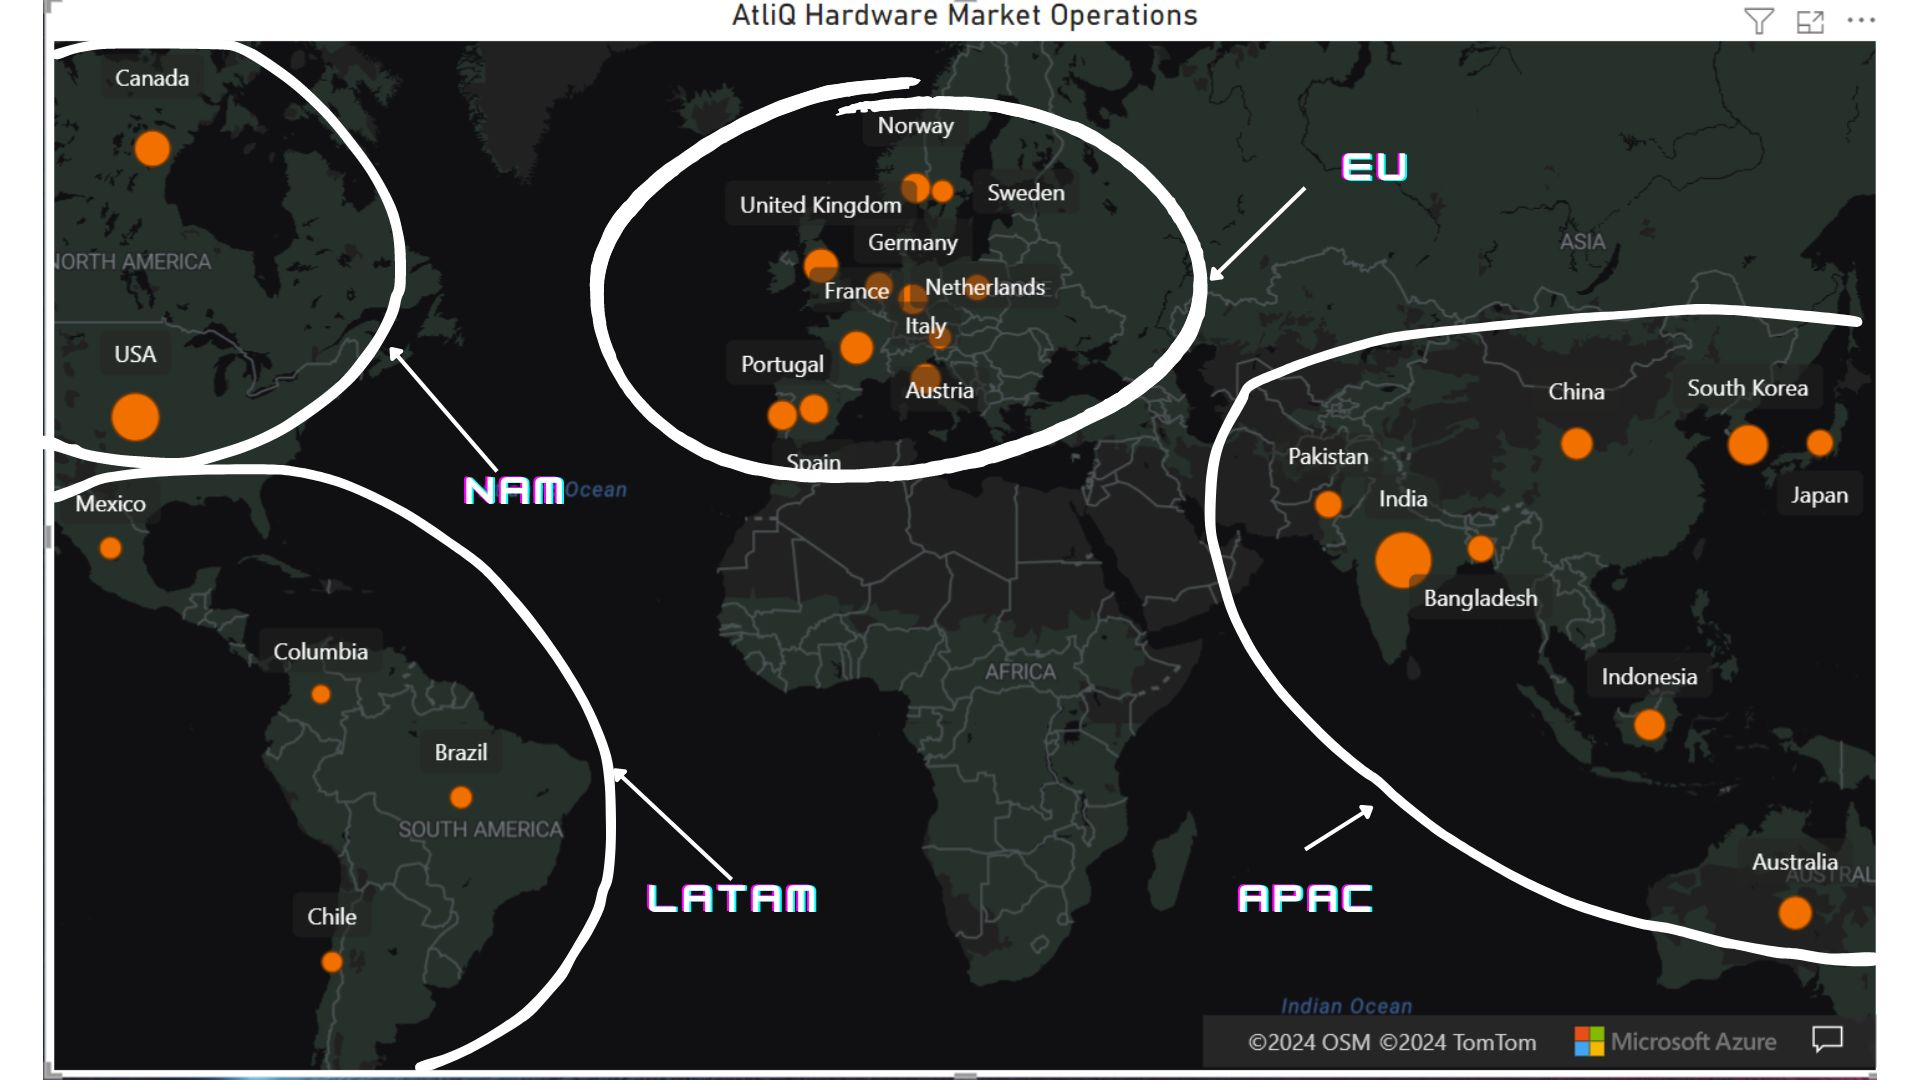 AtliQ Hardware Market Operations
Canada
Norway
EU
United Kingdom
Sweden
Germany
ASIA
NORTH AMERICA
France
Netherlands
Italy
USA
Portugal
Austria
China
South Korea
Spain
Pakistan
NAM
Ocean
India
Japan
Mexico
Bangladesh
Columbia
AFRICA
Indonesia
Brazil
SOUTH AMERICA
Australia
AUSTRAL
LATAM
APAC
Chile
Indian Ocean
©2024 OSM ©2024 TomTom
Microsoft Azure